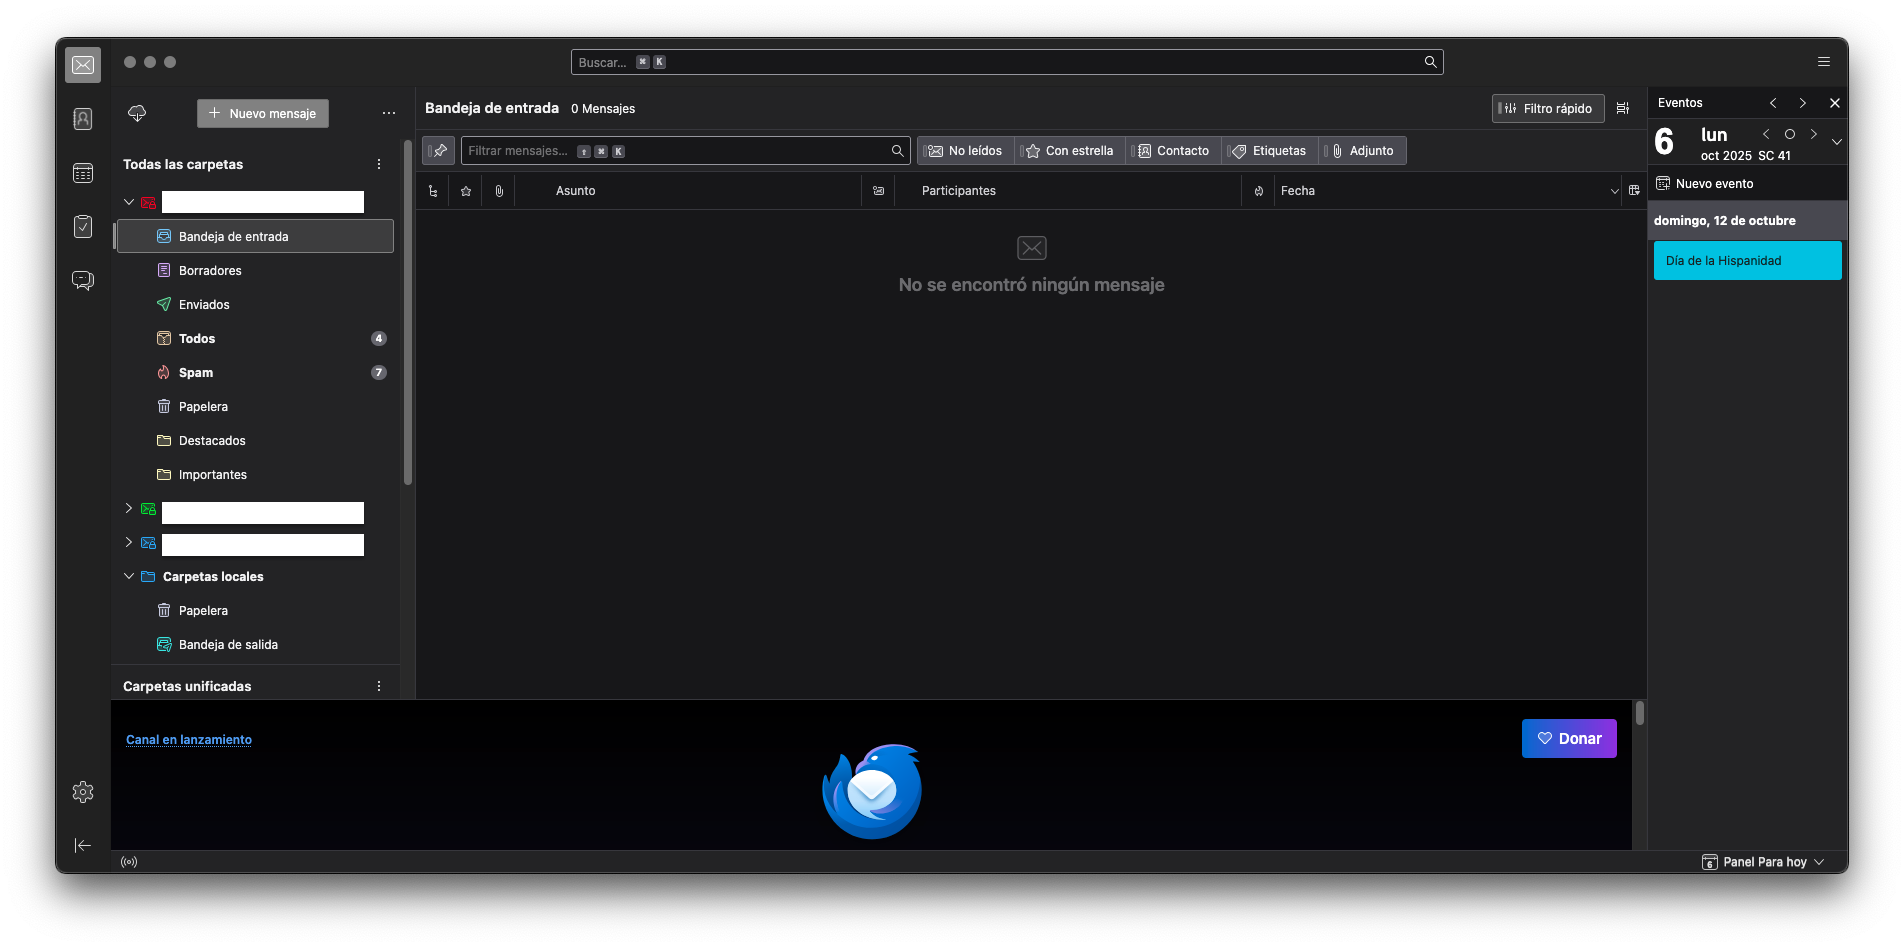 Buscar... ⌘ K
Nuevo mensaje
Todas las carpetas
Bandeja de entrada
Borradores
Enviados
Todos 4
Spam 7
Papelera
Destacados
Importantes
Carpetas locales
Papelera
Bandeja de salida
Carpetas unificadas
Bandeja de entrada 0 Mensajes
Filtro rápido
Filtrar mensajes... ⇧ ⌘ K
No leídos Con estrella Contacto Etiquetas Adjunto
Asunto Participantes Fecha
No se encontró ningún mensaje
Eventos
6 lun
oct 2025 SC 41
Nuevo evento
domingo, 12 de octubre
Día de la Hispanidad
Canal en lanzamiento
Donar
6 Panel Para hoy